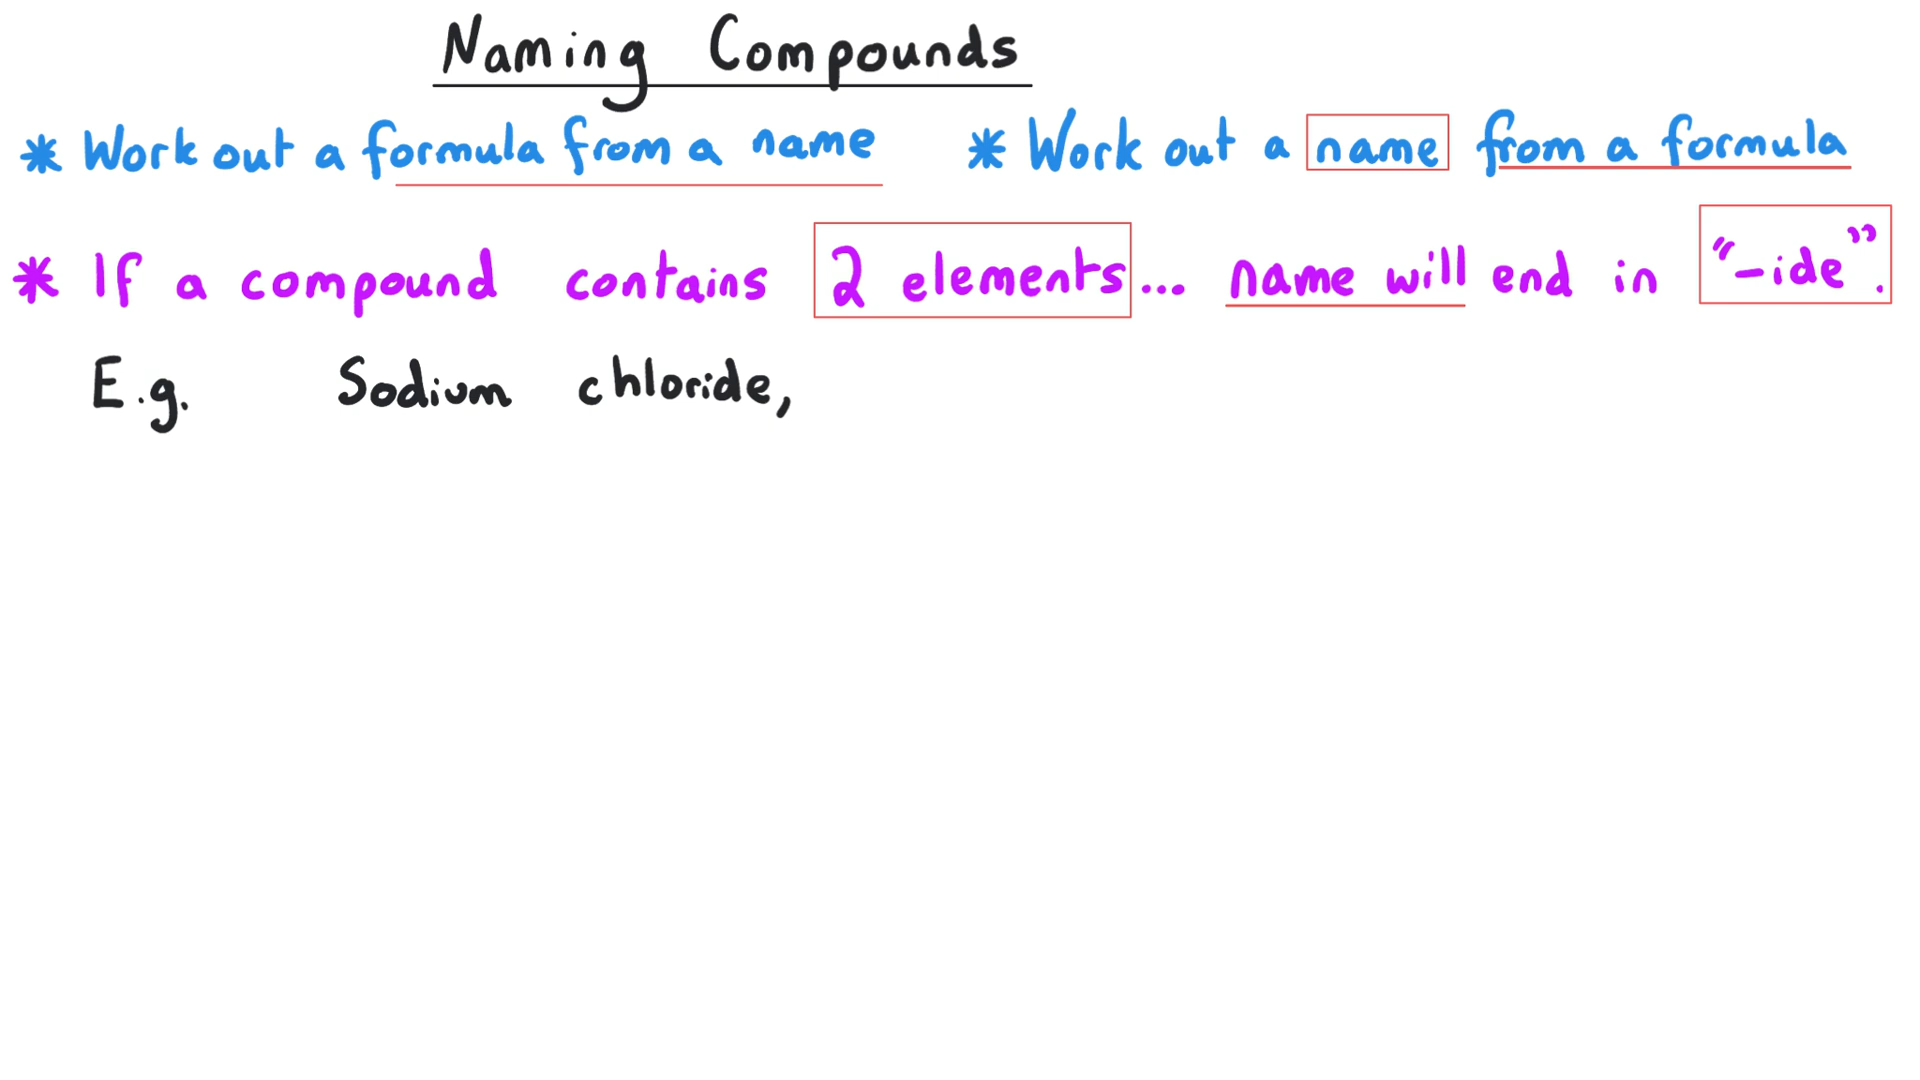 Naming Compounds
* Work out a formula from a name * Work out a name from a formula
* If a compound contains 2 elements... name will end in "-ide".
E.g. Sodium chloride,